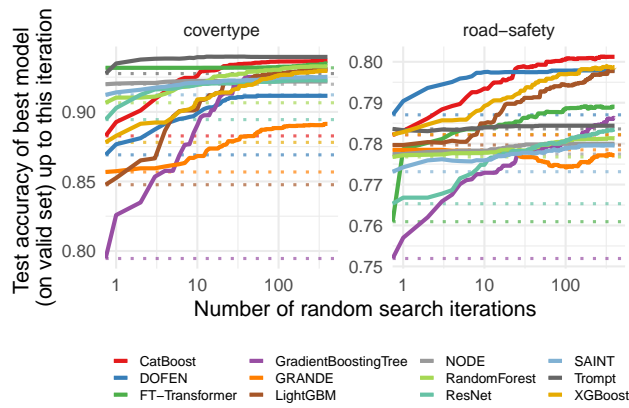 covertype
road−safety
Test accuracy of best model
(on valid set) up to this iteration
0.90
0.85
0.80
0.80
0.79
0.78
0.77
0.76
0.75
1 10 100
1 10 100
Number of random search iterations
CatBoost GradientBoostingTree NODE SAINT
DOFEN GRANDE RandomForest Trompt
FT−Transformer LightGBM ResNet XGBoost